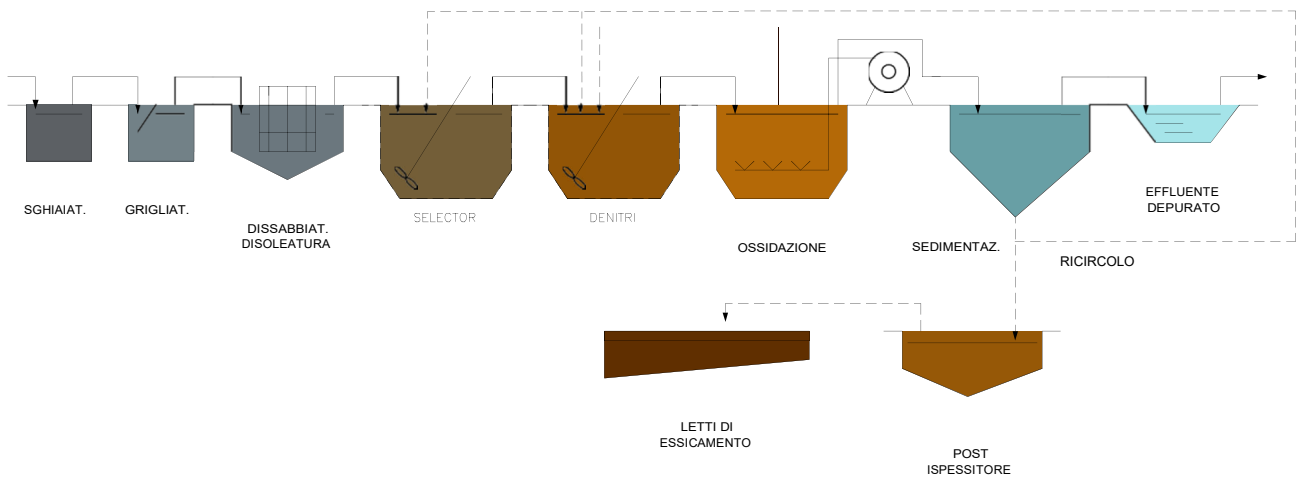 SGHIAIAT.
GRIGLIAT.
DISSABBIAT.
DISOLEATURA
SELECTOR
DENITRI
OSSIDAZIONE
SEDIMENTAZ.
EFFLUENTE
DEPURATO
RICIRCOLO
LETTI DI
ESSICAMENTO
POST
ISPESSITORE